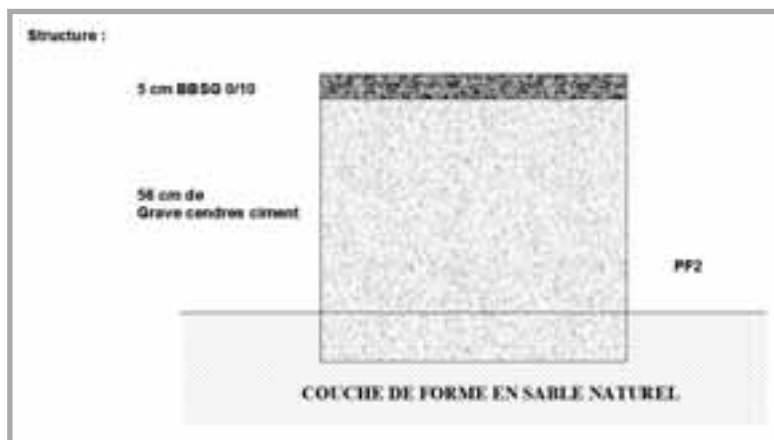 Structure :
5 cm BBSG 0/10
56 cm de
Grave cendres ciment
PF2
COUCHE DE FORME EN SABLE NATUREL